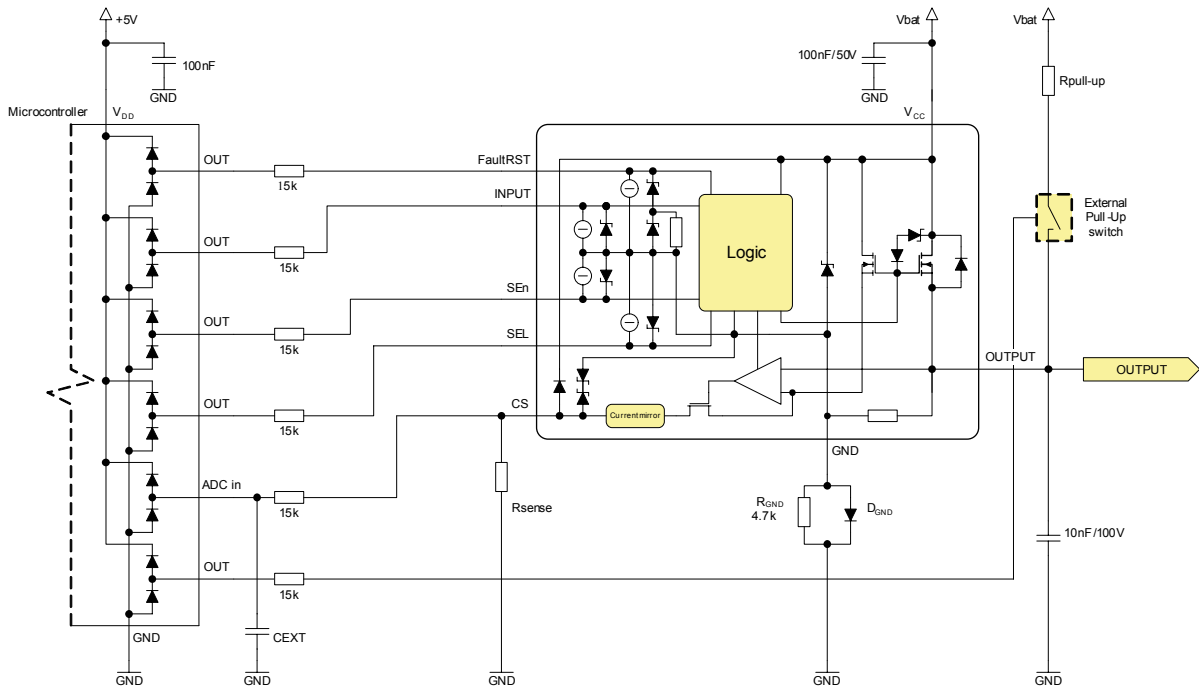 +5V
Vbat
Vbat
100nF
100nF/50V
GND
GND
Rpull-up
Microcontroller
VDD
VCC
OUT
15k
FaultRST
INPUT
External
Pull-Up
switch
OUT
15k
Logic
SEn
OUT
15k
SEL
OUTPUT
OUTPUT
OUT
15k
CS
Current mirror
GND
ADC in
15k
Rsense
RGND
4.7k
DGND
10nF/100V
OUT
15k
GND
CEXT
GND
GND
GND
GND
GND